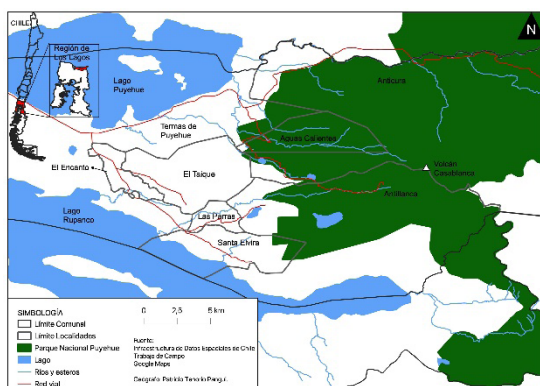 CHILE
N
Región de
Los Lagos
Lago
Puyehue
Anticura
Termas de
Puyehue
Aguas Calientes
El Encanto
El Taique
Volcán
Casablanca
Antillanca
Lago
Rupanco
Las Parras
Santa Elvira
SIMBOLOGÍA
Límite Comunal
Límite Localidades
Parque Nacional Puyehue
Lago
Ríos y esteros
Red vial
0 2,5 5 km
Fuente:
Infraestructura de Datos Espaciales de Chile
Trabajo de Campo
Google Maps
Geógrafo Patricio Tenorio Pangui.